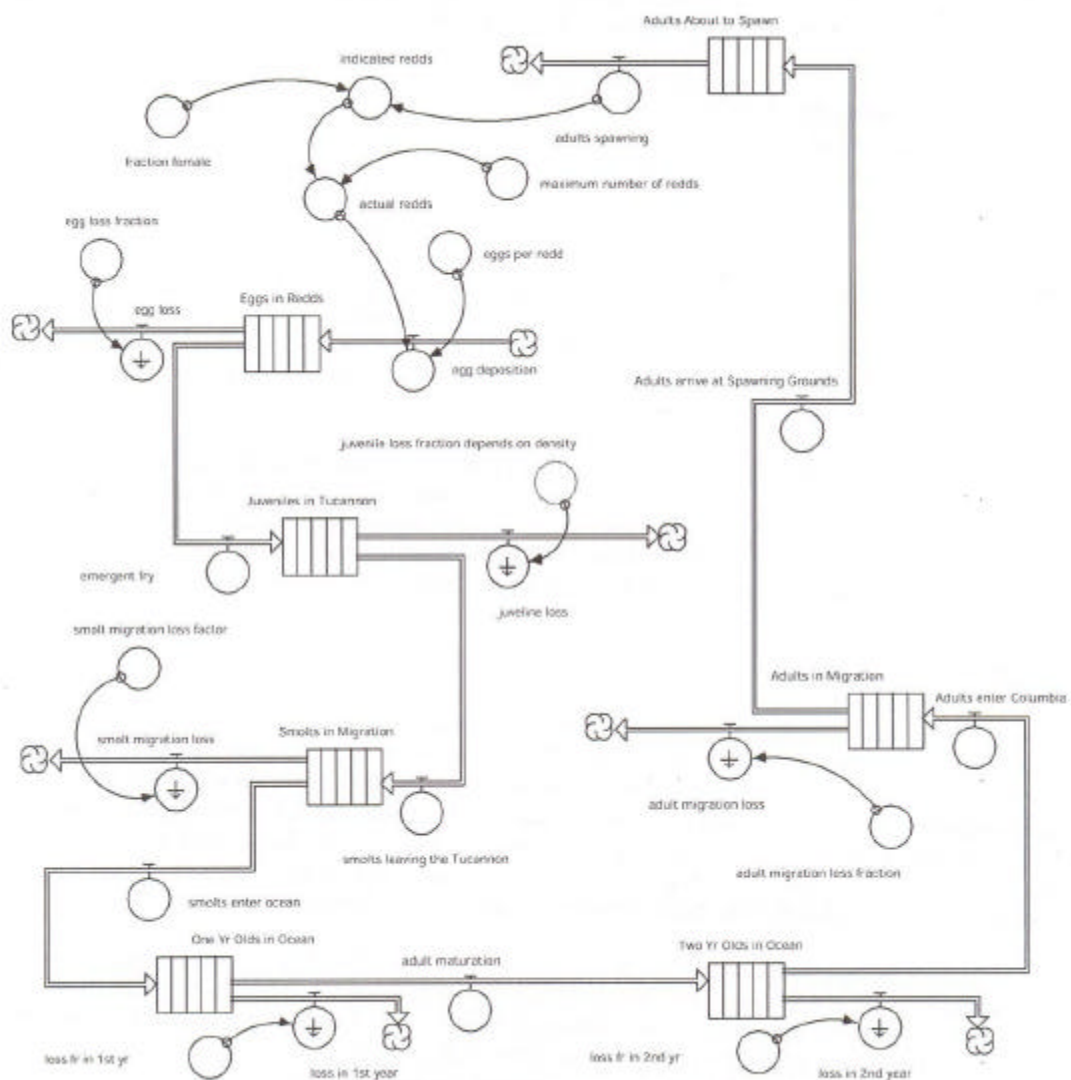 Adults About to Spawn
indicated redds
adults spawning
fraction female
maximum number of redds
actual redds
egg loss fraction
eggs per redd
Eggs in Redds
egg loss
egg deposition
Adults arrive at Spawning Grounds
juvenile loss fraction depends on density
Juveniles in Tucannon
emergent fry
juveline loss
smolt migration loss factor
Adults in Migration
Adults enter Columbia
Smolts in Migration
smolt migration loss
adult migration loss
smolts leaving the Tucannon
adult migration loss fraction
smolts enter ocean
One Yr Olds in Ocean
Two Yr Olds in Ocean
adult maturation
loss fr in 1st yr
loss in 1st year
loss fr in 2nd yr
loss in 2nd year